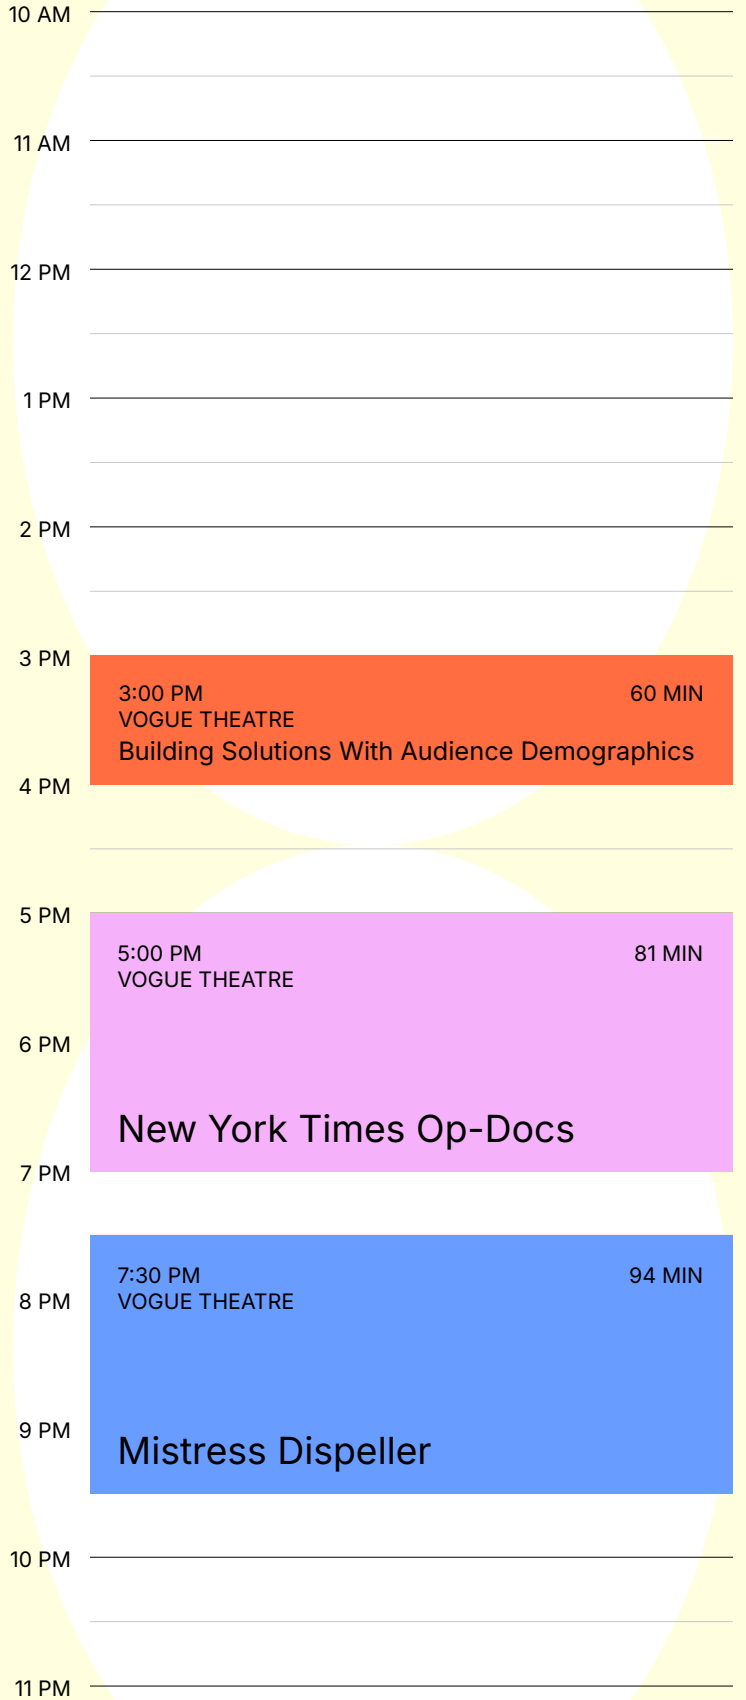 10 AM
11 AM
12 PM
1 PM
2 PM
3 PM
3:00 PM 60 MIN
VOGUE THEATRE
Building Solutions With Audience Demographics
4 PM
5 PM
5:00 PM 81 MIN
VOGUE THEATRE
6 PM
New York Times Op-Docs
7 PM
7:30 PM 94 MIN
VOGUE THEATRE
8 PM
9 PM
Mistress Dispeller
10 PM
11 PM